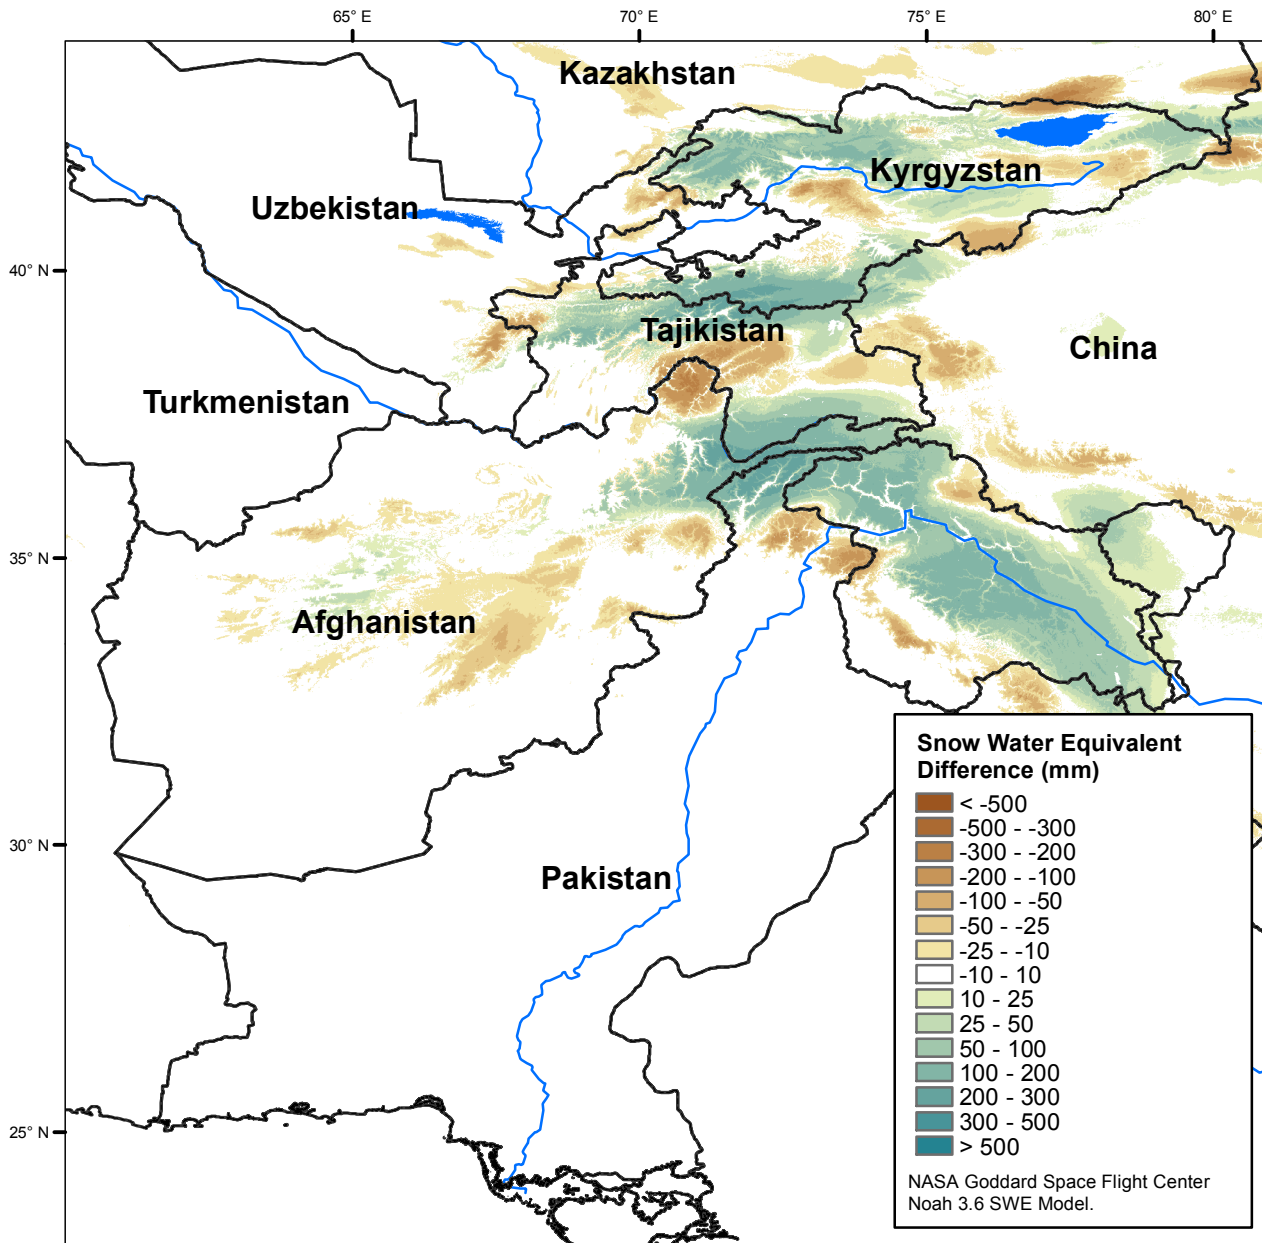 65° E
70° E
75° E
80° E
Kazakhstan
Kyrgyzstan
Uzbekistan
40° N
Tajikistan
China
Turkmenistan
35° N
Afghanistan
30° N
Pakistan
25° N
Snow Water Equivalent
Difference (mm)
< -500
-500 - -300
-300 - -200
-200 - -100
-100 - -50
-50 - -25
-25 - -10
-10 - 10
10 - 25
25 - 50
50 - 100
100 - 200
200 - 300
300 - 500
> 500
NASA Goddard Space Flight Center
Noah 3.6 SWE Model.